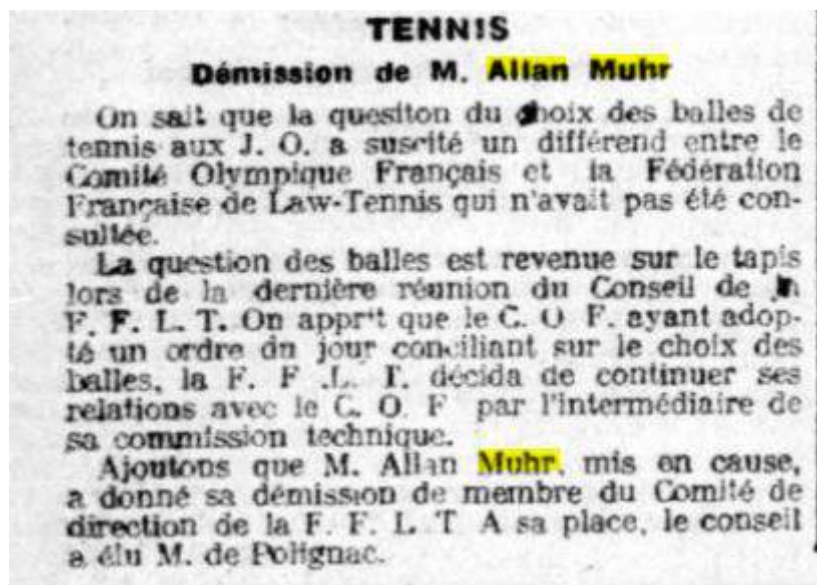 TENNIS
Démission de M. Allan Muhr
On sait que la quesiton du choix des balles de
tennis aux J. O. a suscité un différend entre le
Comité Olympique Français et la Fédération
Française de Law-Tennis qui n'avait pas été con-
sultée.
La question des balles est revenue sur le tapis
lors de la dernière réunion du Conseil de la
F. F. L. T. On apprit que le C. O F. ayant adop-
té un ordre du jour conciliant sur le choix des
balles, la F. F .L. T. décida de continuer ses
relations avec le C. O. F par l'intermédiaire de
sa commission technique.
Ajoutons que M. Allan Muhr, mis en cause,
a donné sa démission de membre du Comité de
direction de la F. F. L. T A sa place, le conseil
a élu M. de Polignac.